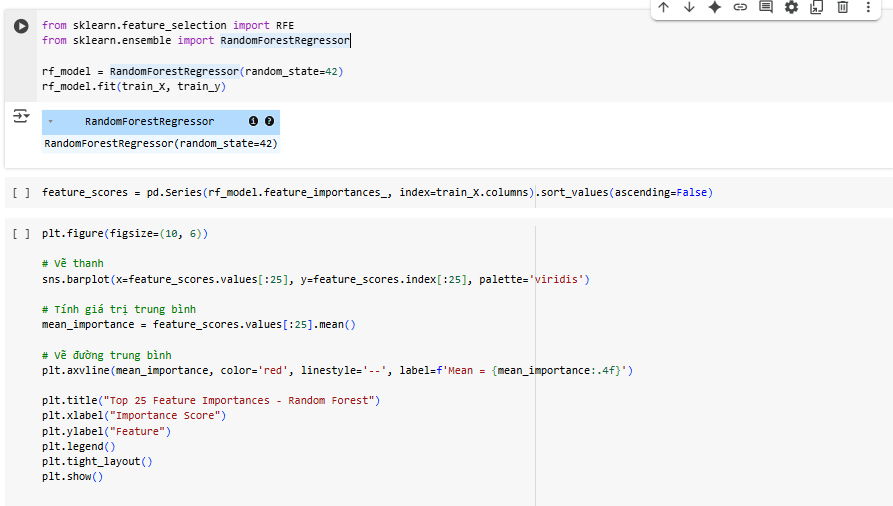 from sklearn.feature_selection import RFE
from sklearn.ensemble import RandomForestRegressor
rf_model = RandomForestRegressor(random_state=42)
rf_model.fit(train_X, train_y)
RandomForestRegressor
RandomForestRegressor(random_state=42)
[ ] feature_scores = pd.Series(rf_model.feature_importances_, index=train_X.columns).sort_values(ascending=False)
[ ] plt.figure(figsize=(10, 6))
# Vẽ thanh
sns.barplot(x=feature_scores.values[:25], y=feature_scores.index[:25], palette='viridis')
# Tính giá trị trung bình
mean_importance = feature_scores.values[:25].mean()
# Vẽ đường trung bình
plt.axvline(mean_importance, color='red', linestyle='--', label=f'Mean = {mean_importance:.4f}')
plt.title("Top 25 Feature Importances - Random Forest")
plt.xlabel("Importance Score")
plt.ylabel("Feature")
plt.legend()
plt.tight_layout()
plt.show()